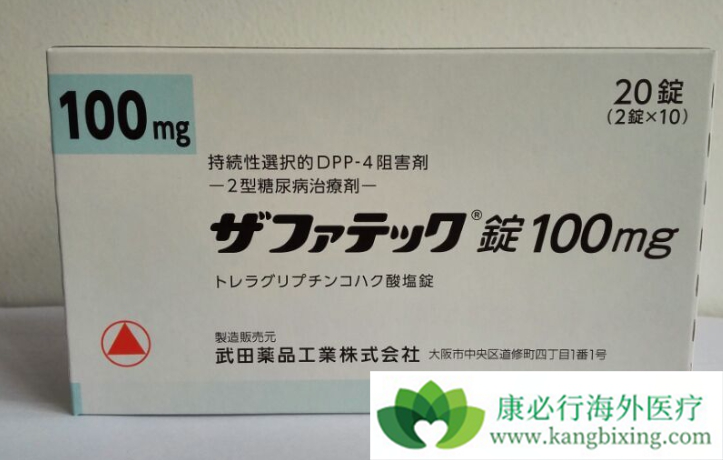 100mg
20錠
(2錠×10)
持続性選択的DPP-4阻害剤
-2型糖尿病治療剤-
ザファテック®錠100mg
トレラグリプチンコハク酸塩錠
製造販売元
武田薬品工業株式会社 大阪市中央区道修町四丁目1番1号
康必行海外医疗
www.kangbixing.com